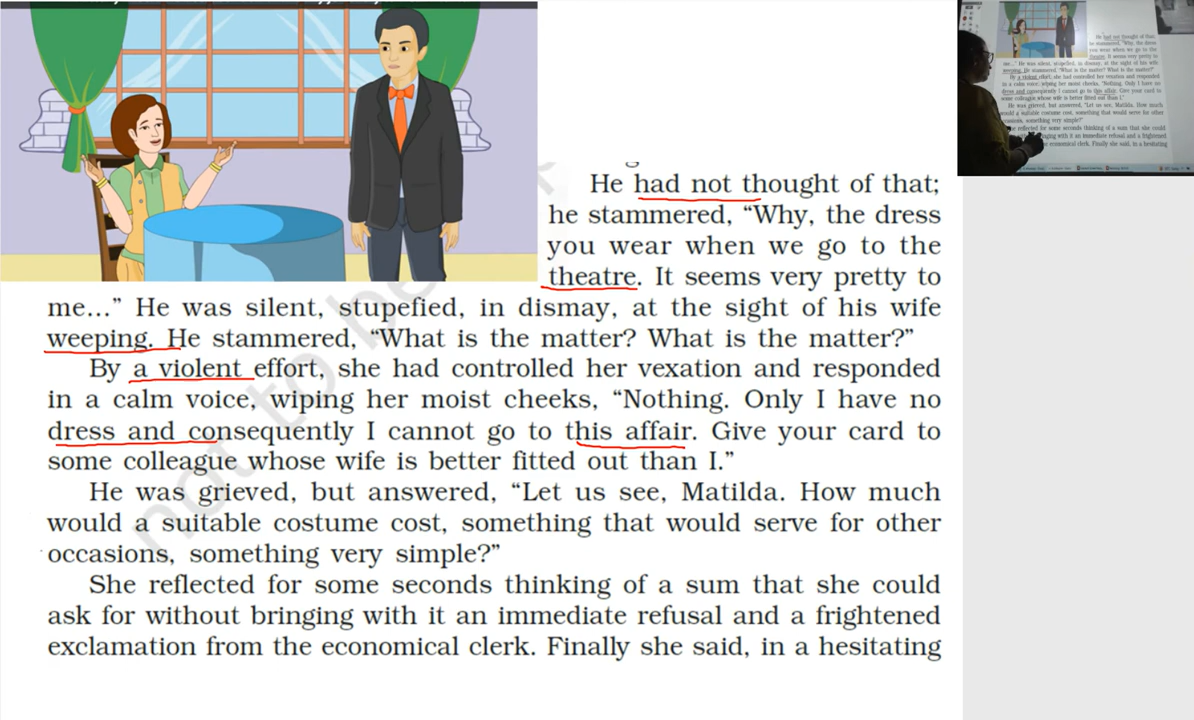 He had not thought of that;
he stammered, “Why, the dress
you wear when we go to the
theatre. It seems very pretty to
me...” He was silent, stupefied, in dismay, at the sight of his wife
weeping. He stammered, “What is the matter? What is the matter?”
By a violent effort, she had controlled her vexation and responded
in a calm voice, wiping her moist cheeks, “Nothing. Only I have no
dress and consequently I cannot go to this affair. Give your card to
some colleague whose wife is better fitted out than I.”
He was grieved, but answered, “Let us see, Matilda. How much
would a suitable costume cost, something that would serve for other
occasions, something very simple?”
She reflected for some seconds thinking of a sum that she could
ask for without bringing with it an immediate refusal and a frightened
exclamation from the economical clerk. Finally she said, in a hesitating
not to be